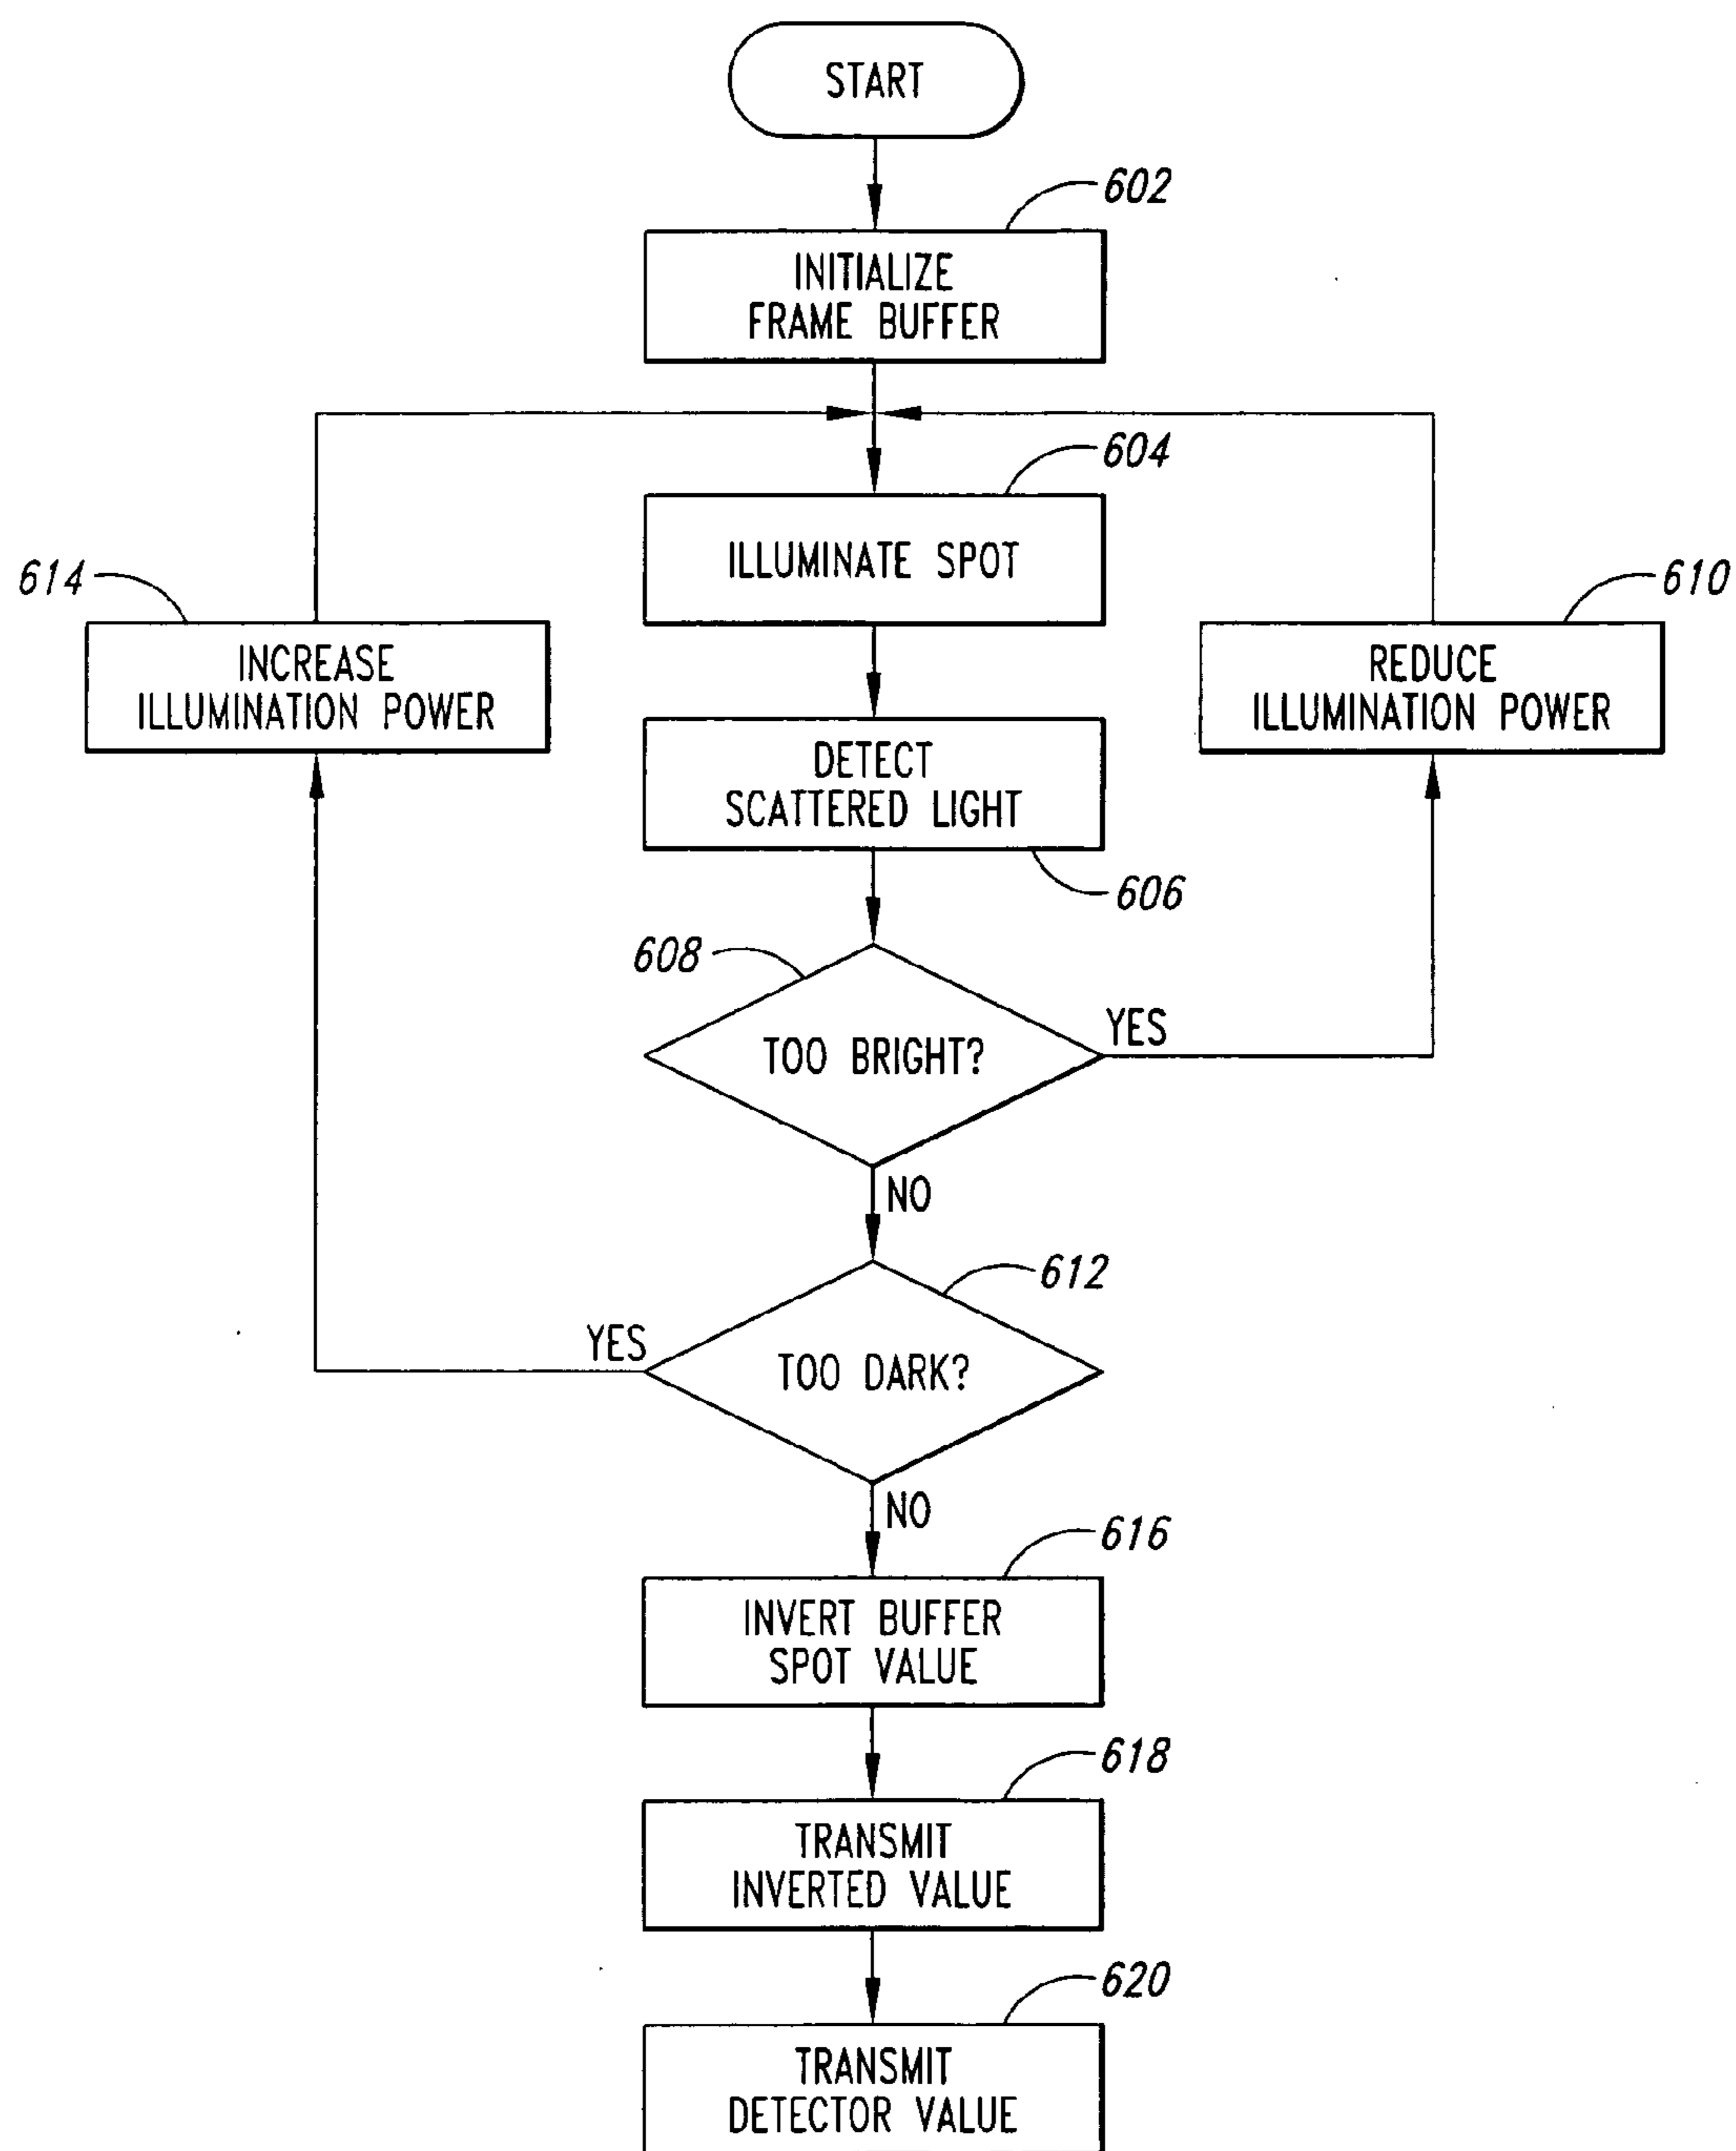 START
602
INITIALIZE
FRAME BUFFER
604
ILLUMINATE SPOT
614
INCREASE
ILLUMINATION POWER
610
REDUCE
ILLUMINATION POWER
DETECT
SCATTERED LIGHT
606
608
TOO BRIGHT?
YES
NO
612
YES
TOO DARK?
NO
616
INVERT BUFFER
SPOT VALUE
618
TRANSMIT
INVERTED VALUE
620
TRANSMIT
DETECTOR VALUE